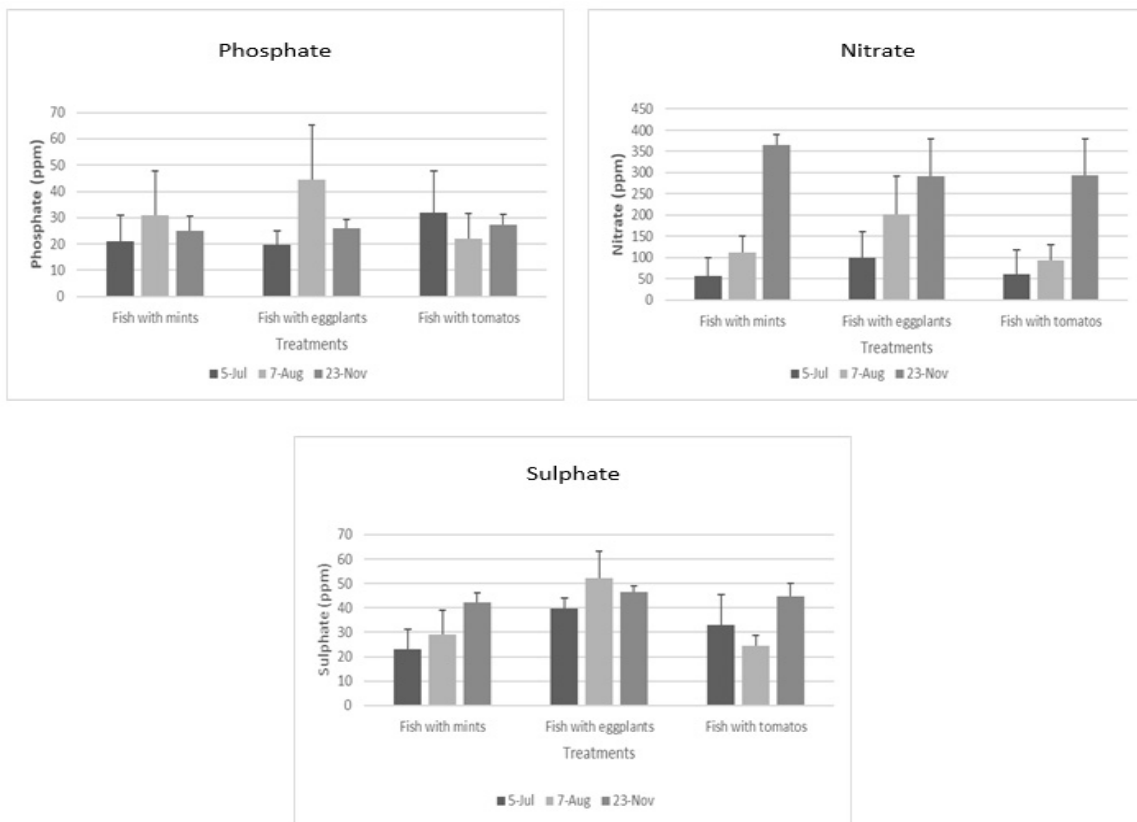 Phosphate
Phosphate (ppm)
70
60
50
40
30
20
10
0
Fish with mints Fish with eggplants Fish with tomatos
Treatments
5-Jul 7-Aug 23-Nov
Nitrate
Nitrate (ppm)
450
400
350
300
250
200
150
100
50
0
Fish with mints Fish with eggplants Fish with tomatos
Treatments
5-Jul 7-Aug 23-Nov
Sulphate
Sulphate (ppm)
70
60
50
40
30
20
10
0
Fish with mints Fish with eggplants Fish with tomatos
Treatments
5-Jul 7-Aug 23-Nov